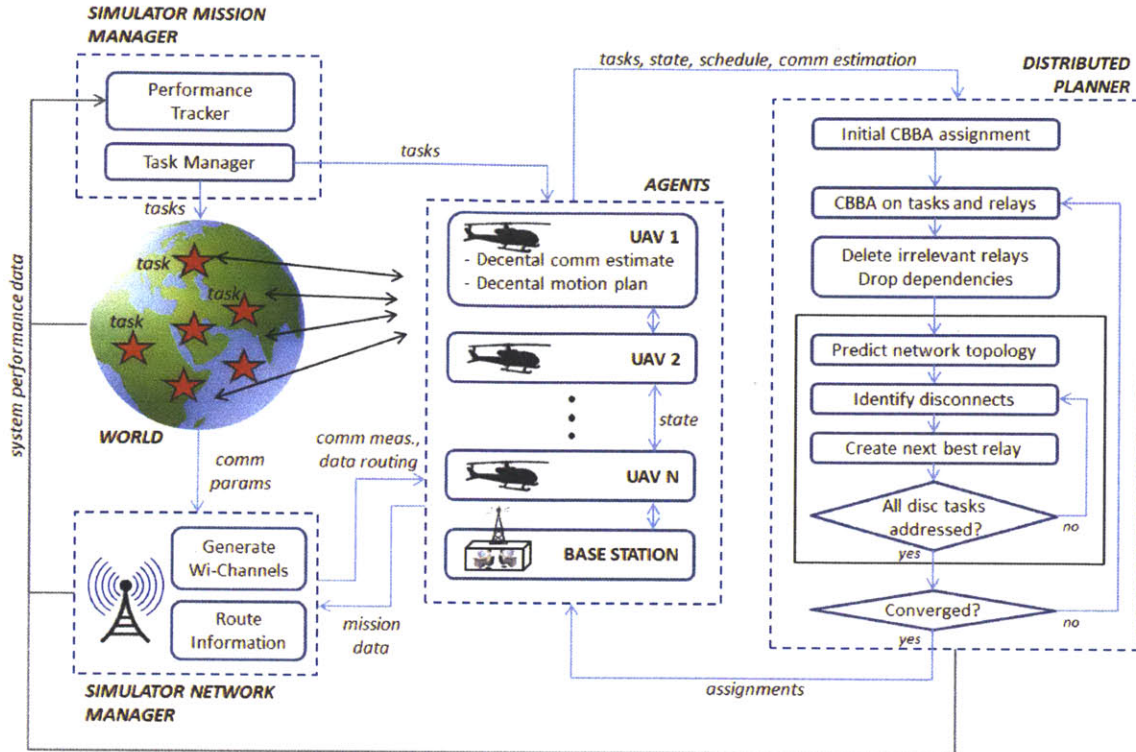 SIMULATOR MISSION
MANAGER
Performance
Tracker
Task Manager
tasks
tasks
tasks, state, schedule, comm estimation
DISTRIBUTED
PLANNER
Initial CBBA assignment
CBBA on tasks and relays
Delete irrelevant relays
Drop dependencies
Predict network topology
Identify disconnects
Create next best relay
All disc tasks
addressed?
no
yes
Converged?
no
yes
AGENTS
UAV 1
- Decental comm estimate
- Decental motion plan
UAV 2
state
UAV N
BASE STATION
task
task
task
WORLD
system performance data
comm
params
comm meas.,
data routing
Generate
Wi-Channels
Route
Information
mission
data
SIMULATOR NETWORK
MANAGER
assignments